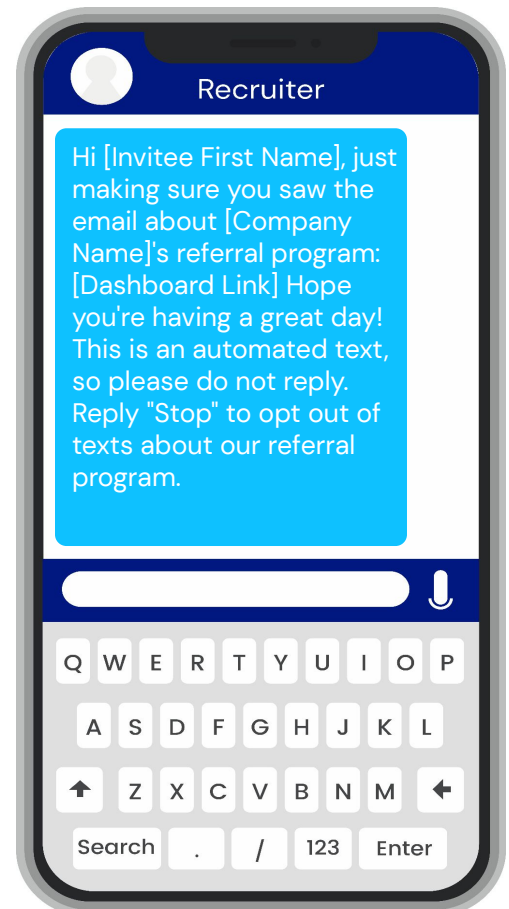 Recruiter
Hi [Invitee First Name], just
making sure you saw the
email about [Company
Name]'s referral program:
[Dashboard Link] Hope
you're having a great day!
This is an automated text,
so please do not reply.
Reply "Stop" to opt out of
texts about our referral
program.
Q W E R T Y U I O P
A S D F G H J K L
Z X C V B N M
Search . / 123 Enter